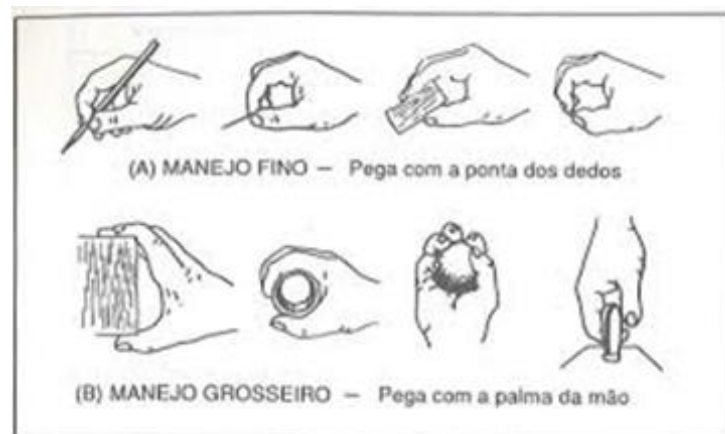 (A) MANEJO FINO — Pega com a ponta dos dedos
(B) MANEJO GROSSEIRO — Pega com a palma da mão